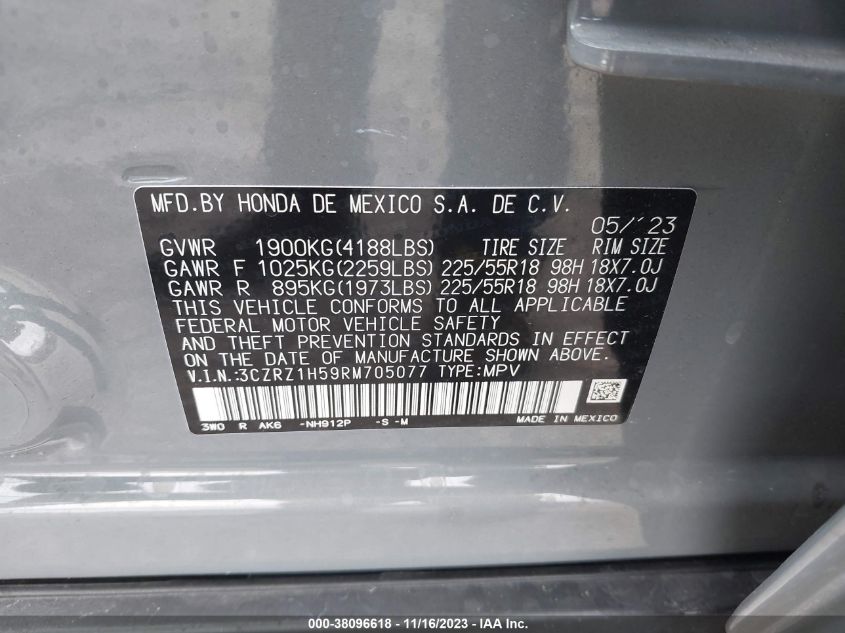 MFD.BY HONDA DE MEXICO S.A. DE C.V.
05/'23
GVWR 1900KG(4188LBS) TIRE SIZE RIM SIZE
GAWR F 1025KG(2259LBS) 225/55R18 98H 18X7.0J
GAWR R 895KG(1973LBS) 225/55R18 98H 18X7.0J
THIS VEHICLE CONFORMS TO ALL APPLICABLE
FEDERAL MOTOR VEHICLE SAFETY
AND THEFT PREVENTION STANDARDS IN EFFECT
ON THE DATE OF MANUFACTURE SHOWN ABOVE.
V.I.N.:3CZRZ1H59RM705077 TYPE:MPV
3W0 R AK6 -NH912P -S -M MADE IN MEXICO
000-38096618 - 11/16/2023 - IAA Inc.